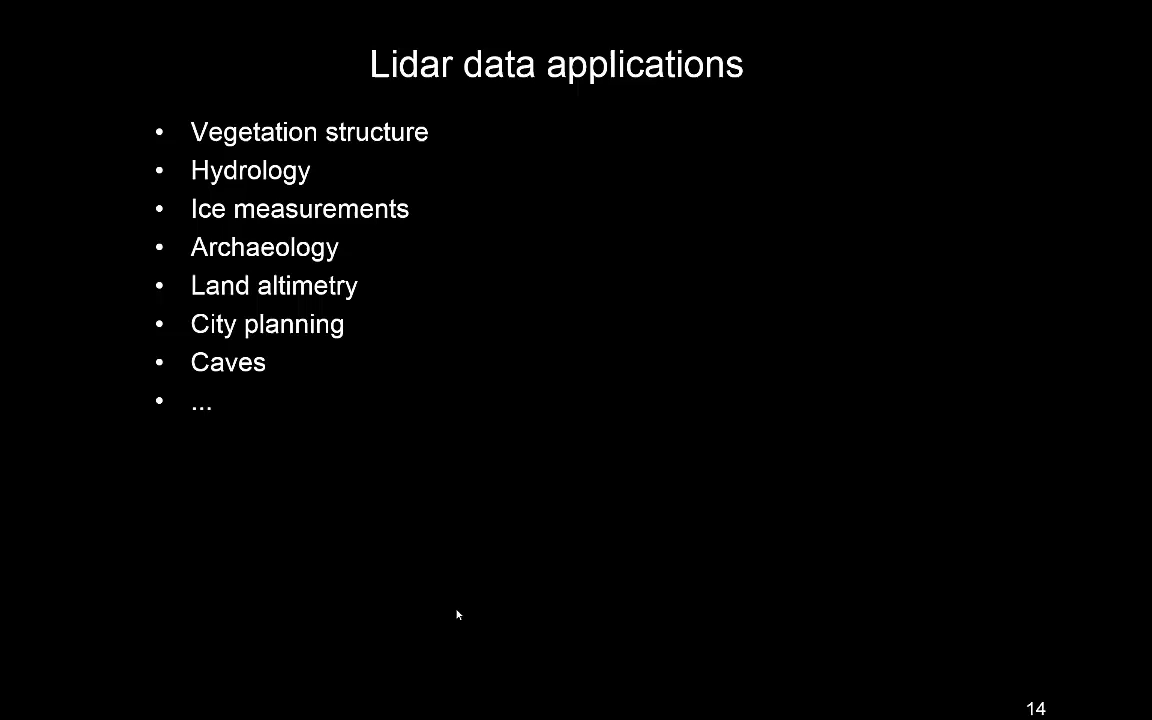 Lidar data applications
• Vegetation structure
• Hydrology
• Ice measurements
• Archaeology
• Land altimetry
• City planning
• Caves
• ...
14